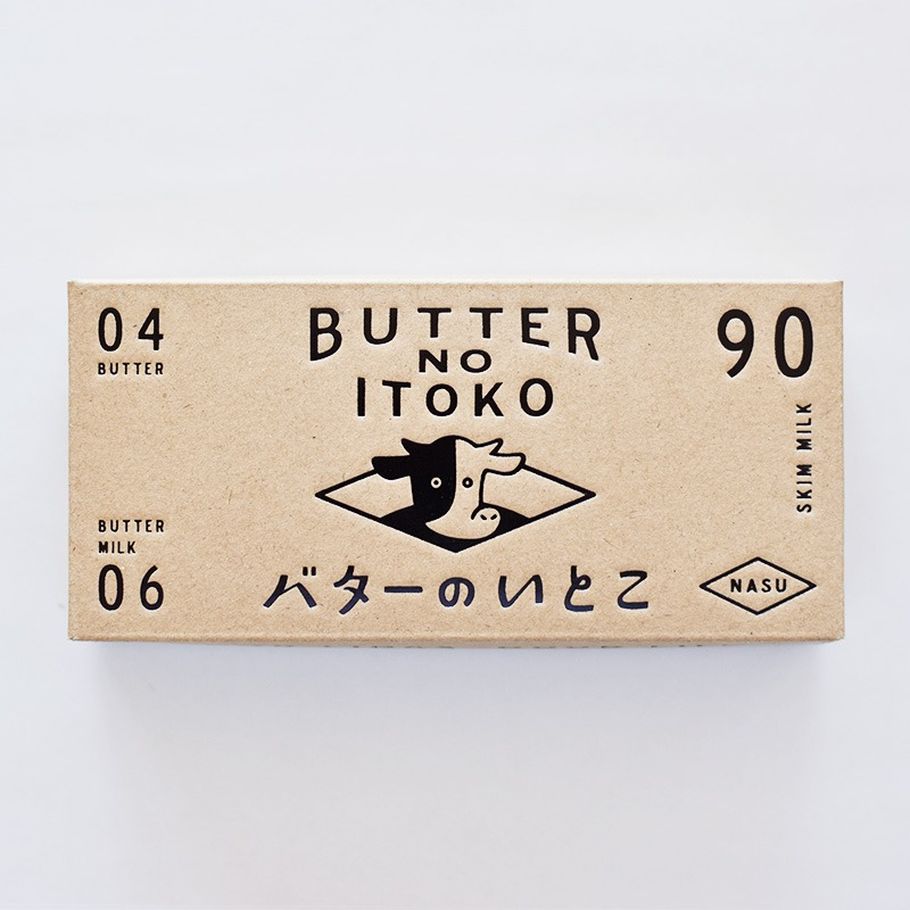 04
BUTTER
BUTTER
NO
ITOKO
90
SKIM MILK
BUTTER
MILK
06
バターのいとこ
NASU